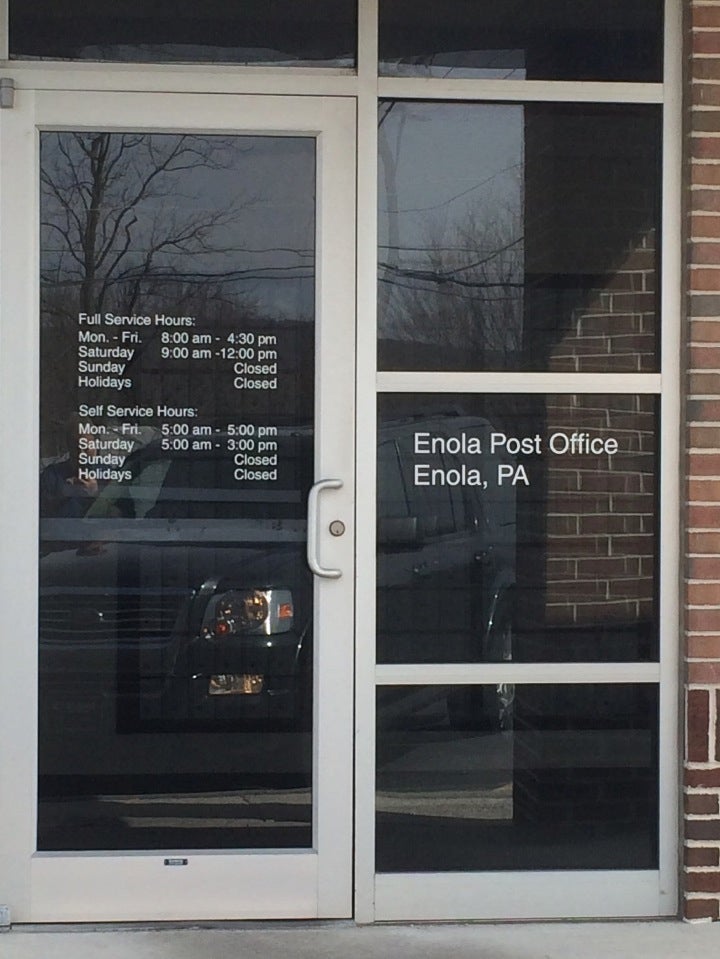 Full Service Hours:
Mon. - Fri. 8:00 am - 4:30 pm
Saturday 9:00 am -12:00 pm
Sunday Closed
Holidays Closed
Self Service Hours:
Mon. - Fri. 5:00 am - 5:00 pm
Saturday 5:00 am - 3:00 pm
Sunday Closed
Holidays Closed
Enola Post Office
Enola, PA